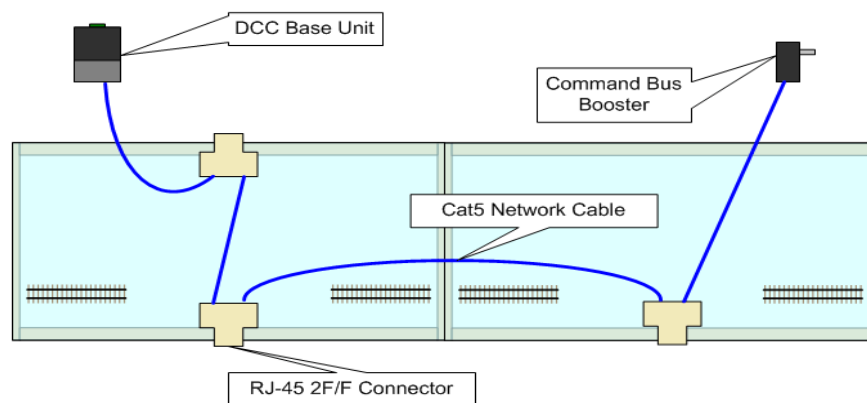 DCC Base Unit
Command Bus
Booster
Cat5 Network Cable
RJ-45 2F/F Connector